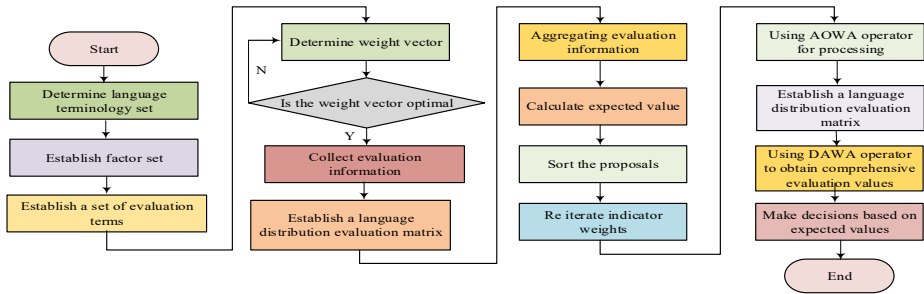 Start
Determine language
terminology set
Establish factor set
Establish a set of evaluation
terms
Determine weight vector
N
Is the weight vector optimal
Y
Collect evaluation
information
Establish a language
distribution evaluation matrix
Aggregating evaluation
information
Calculate expected value
Sort the proposals
Re iterate indicator
weights
Using AOWA operator
for processing
Establish a language
distribution evaluation
matrix
Using DAWA operator
to obtain comprehensive
evaluation values
Make decisions based on
expected values
End